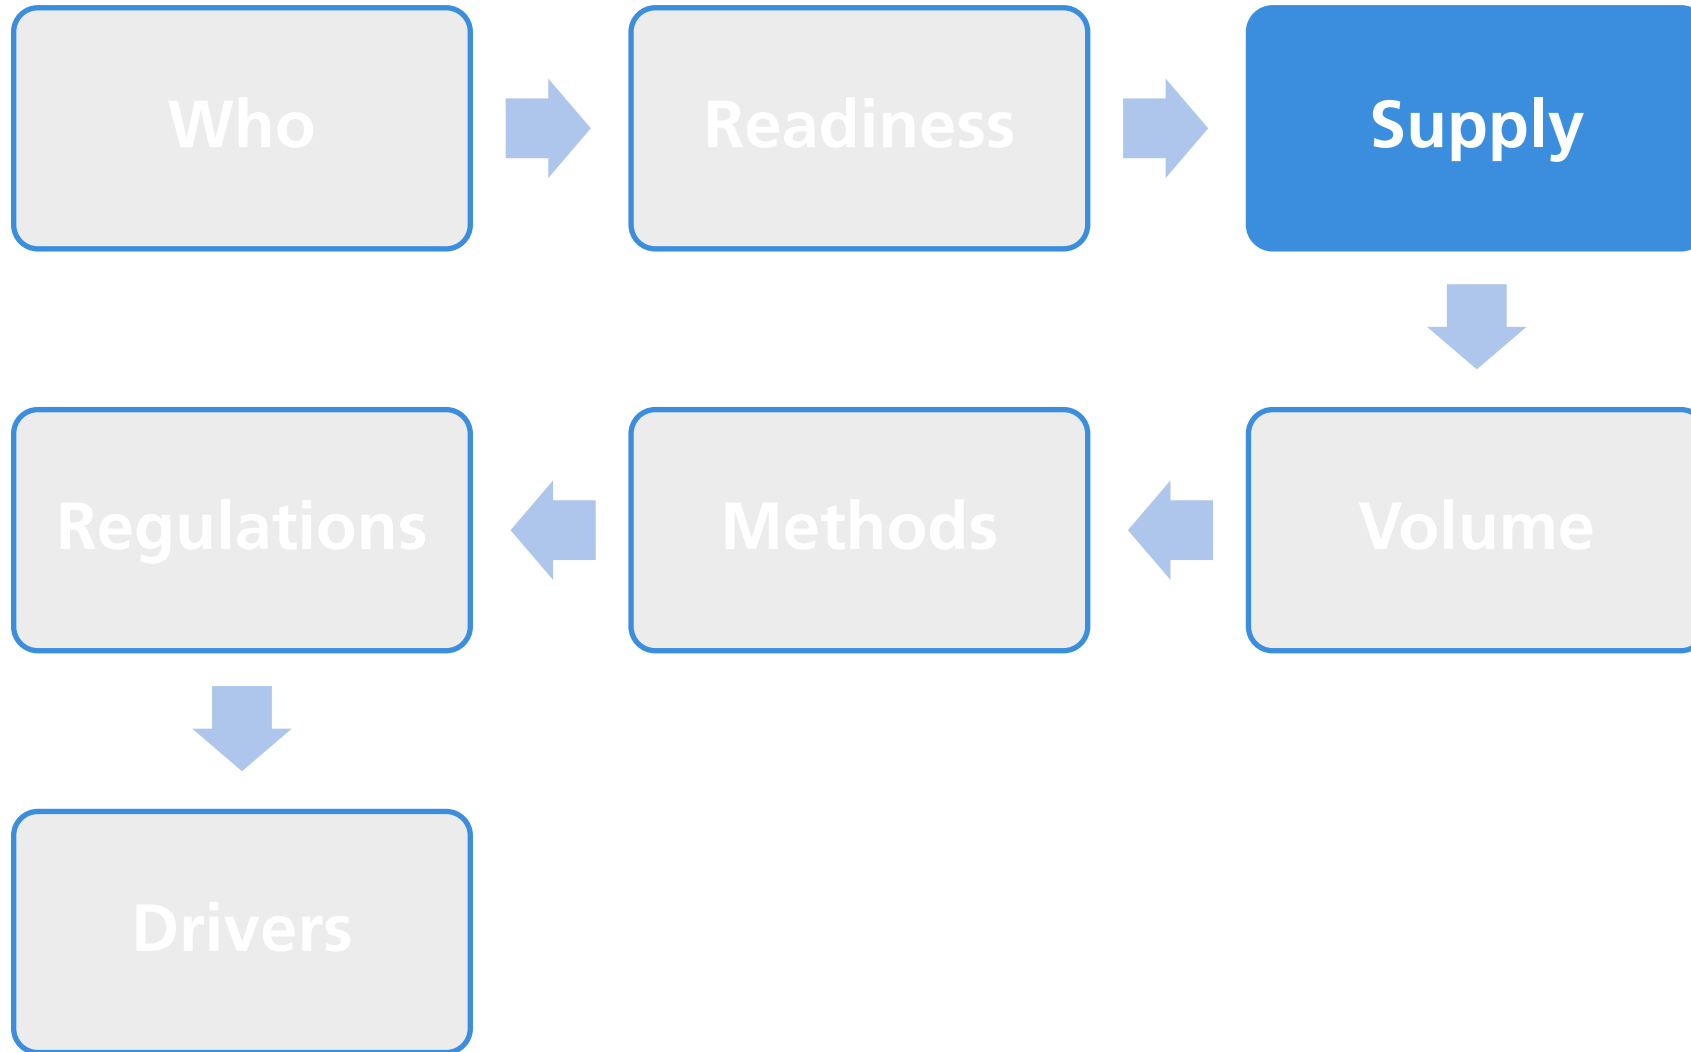 Who
Readiness
Supply
Volume
Methods
Regulations
Drivers